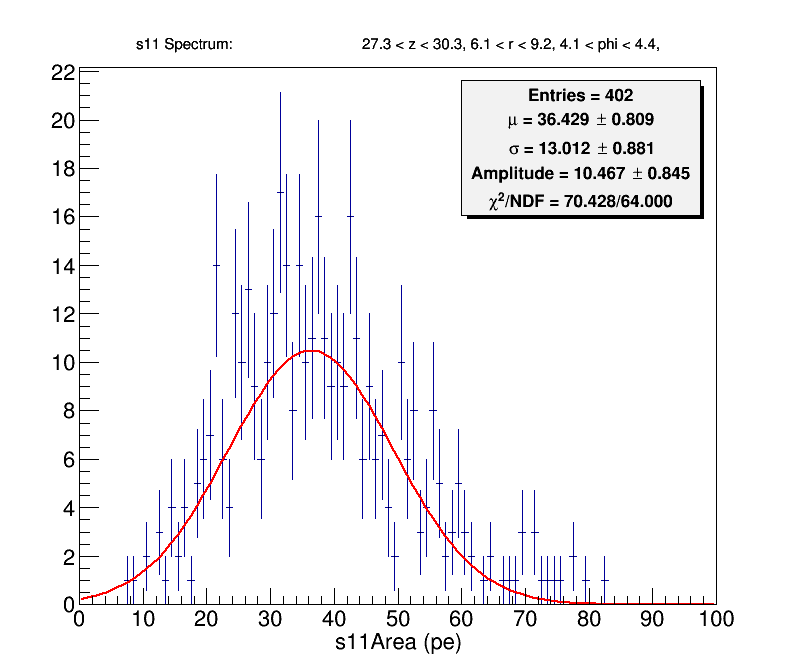 s11 Spectrum: 27.3 < z < 30.3, 6.1 < r < 9.2, 4.1 < phi < 4.4,
Entries = 402
μ = 36.429 ± 0.809
σ = 13.012 ± 0.881
Amplitude = 10.467 ± 0.845
χ²/NDF = 70.428/64.000
22
20
18
16
14
12
10
8
6
4
2
0
0 10 20 30 40 50 60 70 80 90 100
s11Area (pe)